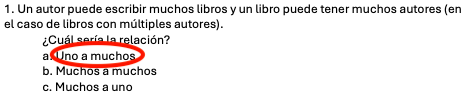 1. Un autor puede escribir muchos libros y un libro puede tener muchos autores (en
el caso de libros con múltiples autores).
¿Cuál sería la relación?
a. Uno a muchos
b. Muchos a muchos
c. Muchos a uno